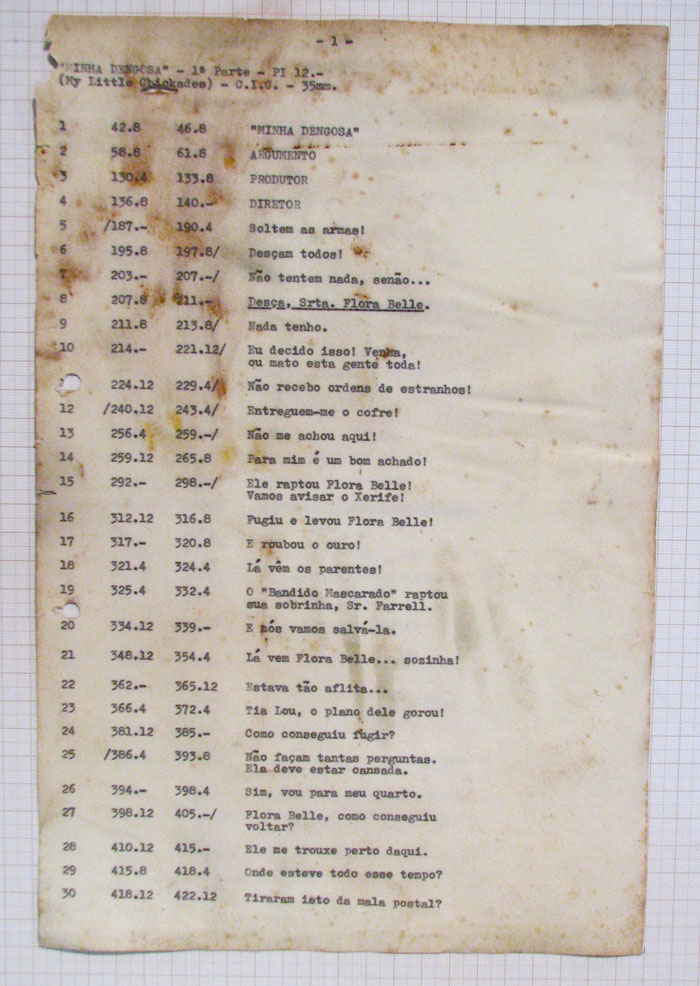 - 1 -
"MINHA DENGOSA" - 1ª Parte - PI 12.-
(My Little Chickadee) - C.I.C. - 35mm.
1 42.8 46.8 "MINHA DENGOSA"
2 58.8 61.8 ARGUMENTO
3 130.4 133.8 PRODUTOR
4 136.8 140.- DIRETOR
5 /187.- 190.4 Soltem as armas!
6 195.8 197.8/ Desçam todos!
7 203.- 207.-/ Não tentem nada, senão...
8 207.8 211.- Desça, Srta. Flora Belle.
9 211.8 213.8/ Nada tenho.
10 214.- 221.12/ Eu decido isso! Venha,
ou mato esta gente toda!
224.12 229.4/ Não recebo ordens de estranhos!
12 /240.12 243.4/ Entreguem-me o cofre!
13 256.4 259.-/ Não me achou aqui!
14 259.12 265.8 Para mim é um bom achado!
15 292.- 298.-/ Ele raptou Flora Belle!
Vamos avisar o Xerife!
16 312.12 316.8 Fugiu e levou Flora Belle!
17 317.- 320.8 E roubou o ouro!
18 321.4 324.4 Lá vêm os parentes!
19 325.4 332.4 O "Bandido Mascarado" raptou
sua sobrinha, Sr. Farrell.
20 334.12 339.- E nós vamos salvá-la.
21 348.12 354.4 Lá vem Flora Belle... sozinha!
22 362.- 365.12 Estava tão aflita...
23 366.4 372.4 Tia Lou, o plano dele gorou!
24 381.12 385.- Como conseguiu fugir?
25 /386.4 393.8 Não façam tantas perguntas.
Ela deve estar cansada.
26 394.- 398.4 Sim, vou para meu quarto.
27 398.12 405.-/ Flora Belle, como conseguiu
voltar?
28 410.12 415.- Ele me trouxe perto daqui.
29 415.8 418.4 Onde esteve todo esse tempo?
30 418.12 422.12 Tiraram isto da mala postal?